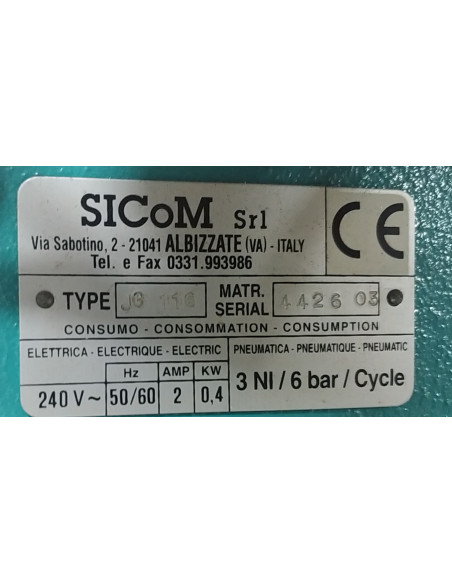 SICoM Srl
Via Sabotino, 2 - 21041 ALBIZZATE (VA) - ITALY
Tel. e Fax 0331.993986
CE
TYPE JG
MATR. SERIAL 4426 03
CONSUMO - CONSOMMATION - CONSUMPTION
ELETTRICA - ELECTRIQUE - ELECTRIC
PNEUMATICA - PNEUMATIQUE - PNEUMATIC
Hz AMP KW
240 V~ 50/60 2 0,4
3 Nl / 6 bar / Cycle